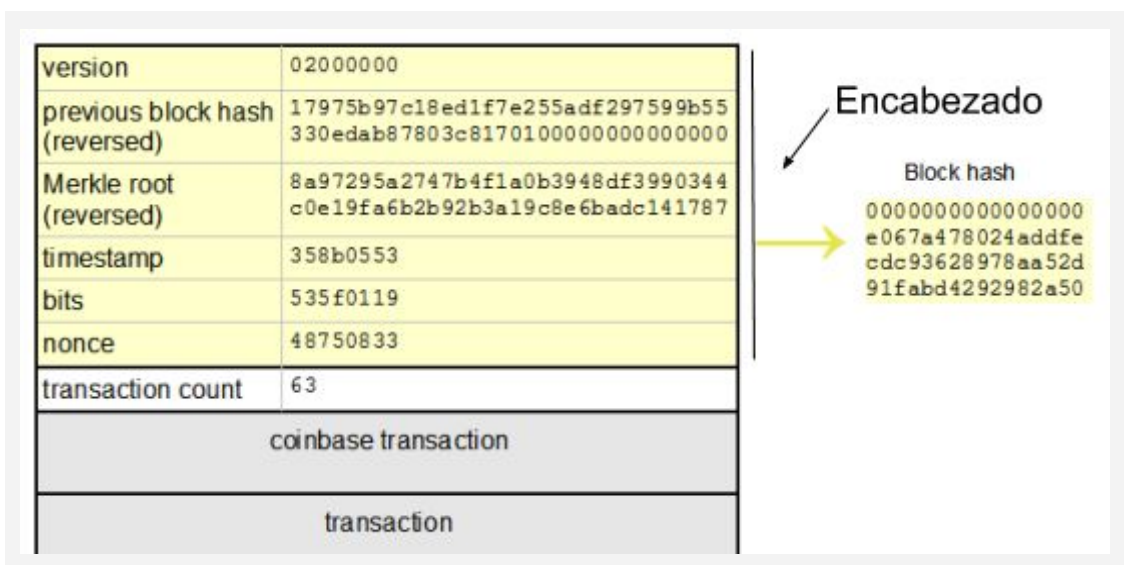 version 02000000
previous block hash 17975b97c18ed1f7e255adf297599b55
(reversed) 330edab87803c8170100000000000000
Merkle root 8a97295a2747b4f1a0b3948df3990344
(reversed) c0e19fa6b2b92b3a19c8e6badc141787
timestamp 358b0553
bits 535f0119
nonce 48750833
transaction count 63
coinbase transaction
transaction
Encabezado
Block hash
0000000000000000
e067a478024addfe
cdc93628978aa52d
91fabd4292982a50